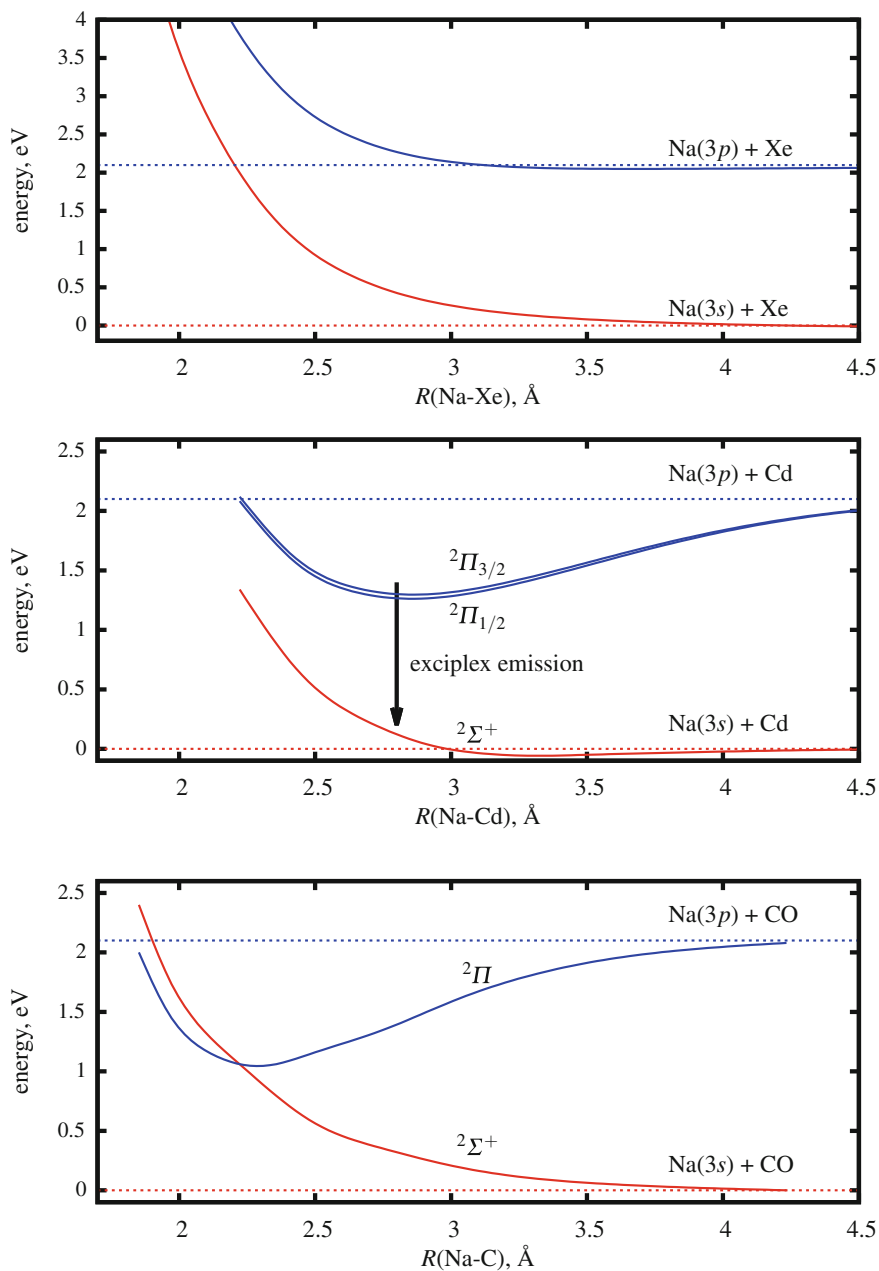 4
3.5
3
2.5
2
1.5
1
0.5
0
energy, eV
Na(3p) + Xe
Na(3s) + Xe
2 2.5 3 3.5 4 4.5
R(Na-Xe), Å
2.5
2
1.5
1
0.5
0
energy, eV
Na(3p) + Cd
²Π₃/₂
²Π₁/₂
exciplex emission
²Σ⁺
Na(3s) + Cd
2 2.5 3 3.5 4 4.5
R(Na-Cd), Å
2.5
2
1.5
1
0.5
0
energy, eV
Na(3p) + CO
²Π
²Σ⁺
Na(3s) + CO
2 2.5 3 3.5 4 4.5
R(Na-C), Å